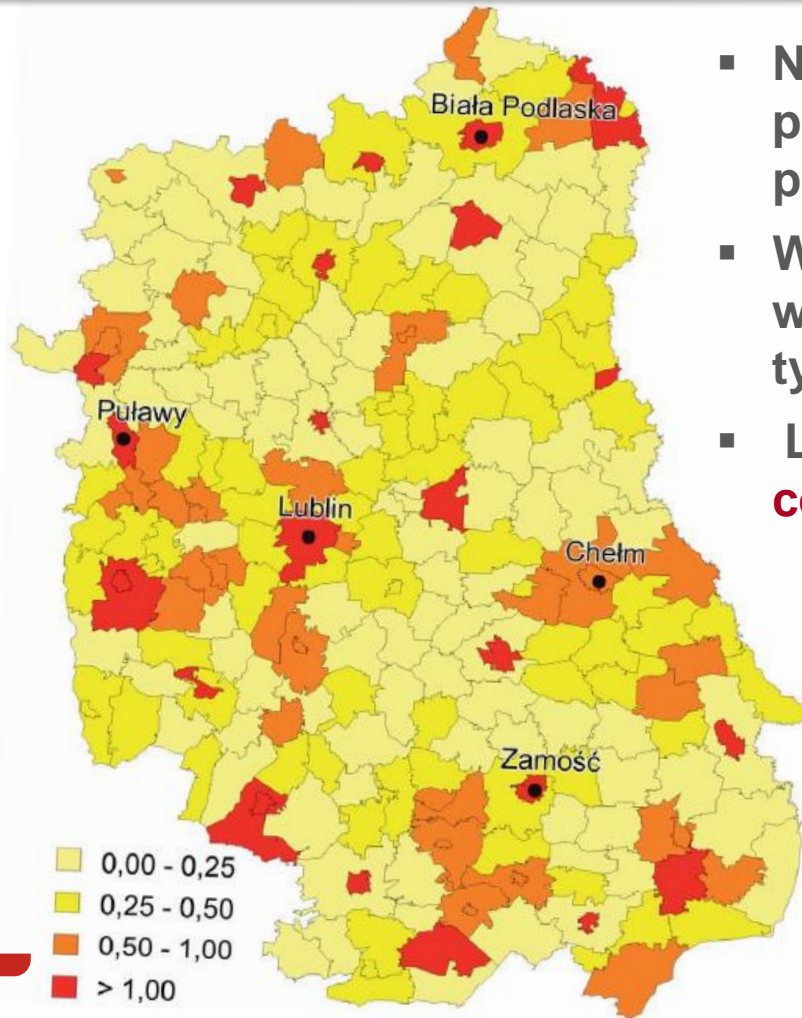 Biała Podlaska
Puławy
Lublin
Chełm
Zamość
0,00 - 0,25
0,25 - 0,50
0,50 - 1,00
> 1,00